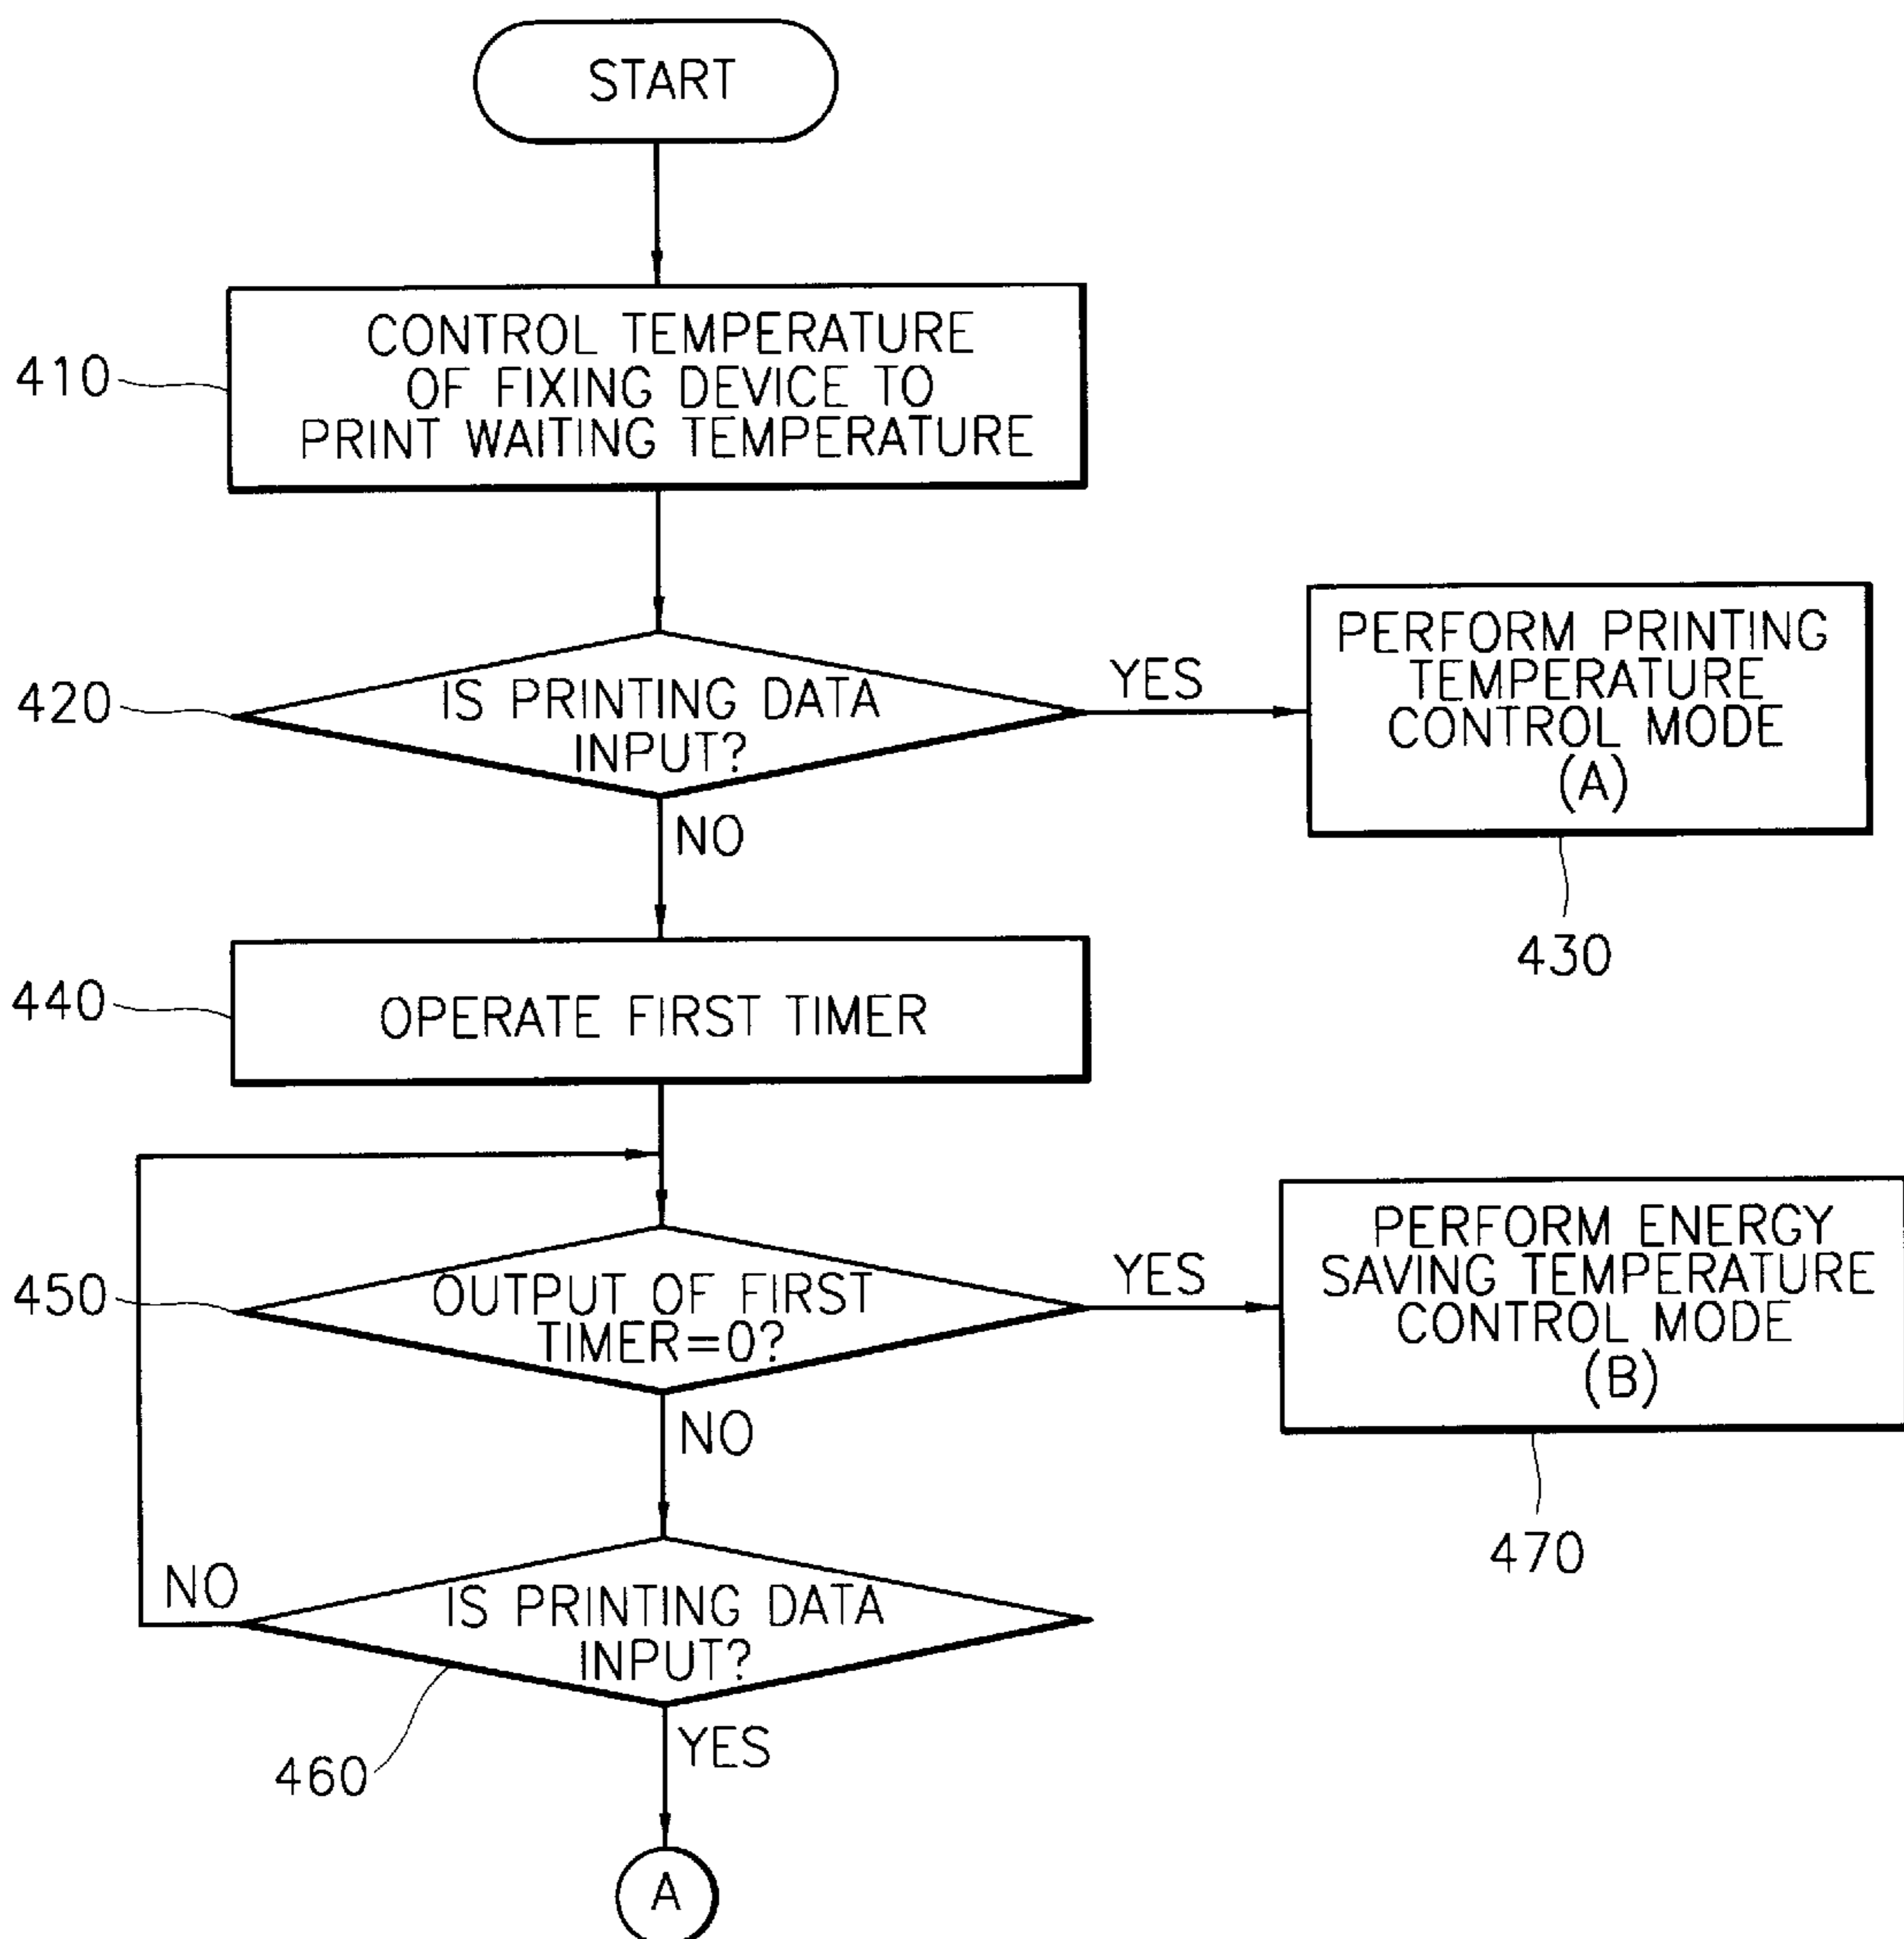 START
CONTROL TEMPERATURE
OF FIXING DEVICE TO
PRINT WAITING TEMPERATURE
410
IS PRINTING DATA
INPUT?
420
YES
PERFORM PRINTING
TEMPERATURE
CONTROL MODE
(A)
430
NO
OPERATE FIRST TIMER
440
OUTPUT OF FIRST
TIMER=0?
450
YES
PERFORM ENERGY
SAVING TEMPERATURE
CONTROL MODE
(B)
470
NO
IS PRINTING DATA
INPUT?
NO
460
YES
A